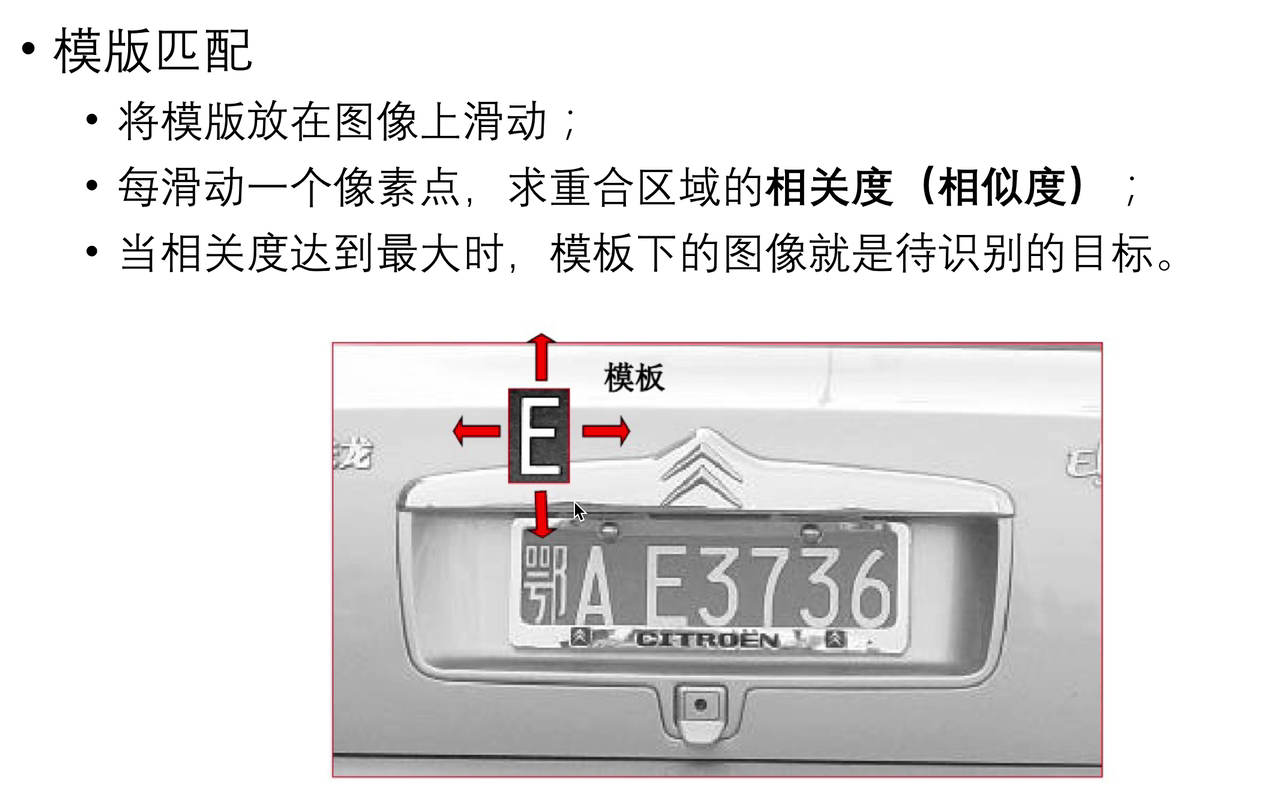 • 模版匹配
• 将模版放在图像上滑动；
• 每滑动一个像素点，求重合区域的相关度（相似度）；
• 当相关度达到最大时，模板下的图像就是待识别的目标。
模板
E
龙
鄂A E3736
CITROËN